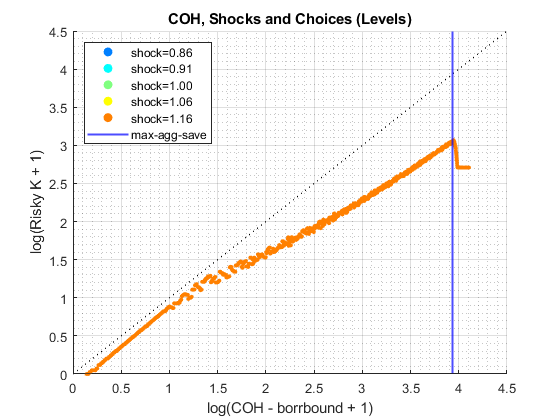 COH, Shocks and Choices (Levels)
4.5
4
3.5
3
2.5
2
1.5
1
0.5
0
log(Risky K + 1)
shock=0.86
shock=0.91
shock=1.00
shock=1.06
shock=1.16
max-agg-save
0 0.5 1 1.5 2 2.5 3 3.5 4 4.5
log(COH - borrbound + 1)